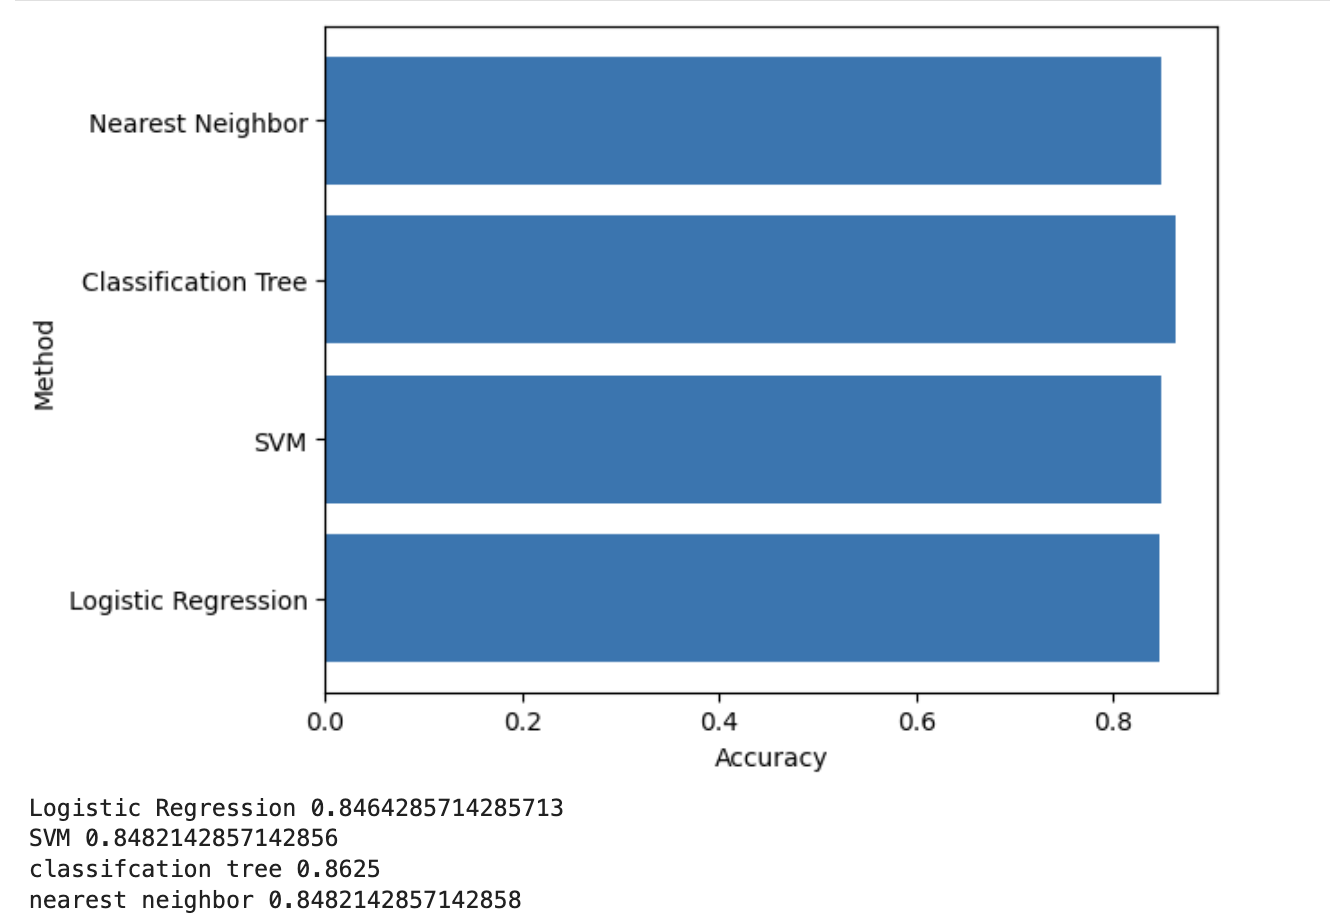 Nearest Neighbor
Classification Tree
Method
SVM
Logistic Regression
0.0 0.2 0.4 0.6 0.8
Accuracy
Logistic Regression 0.8464285714285713
SVM 0.8482142857142856
classifcation tree 0.8625
nearest neighbor 0.8482142857142858